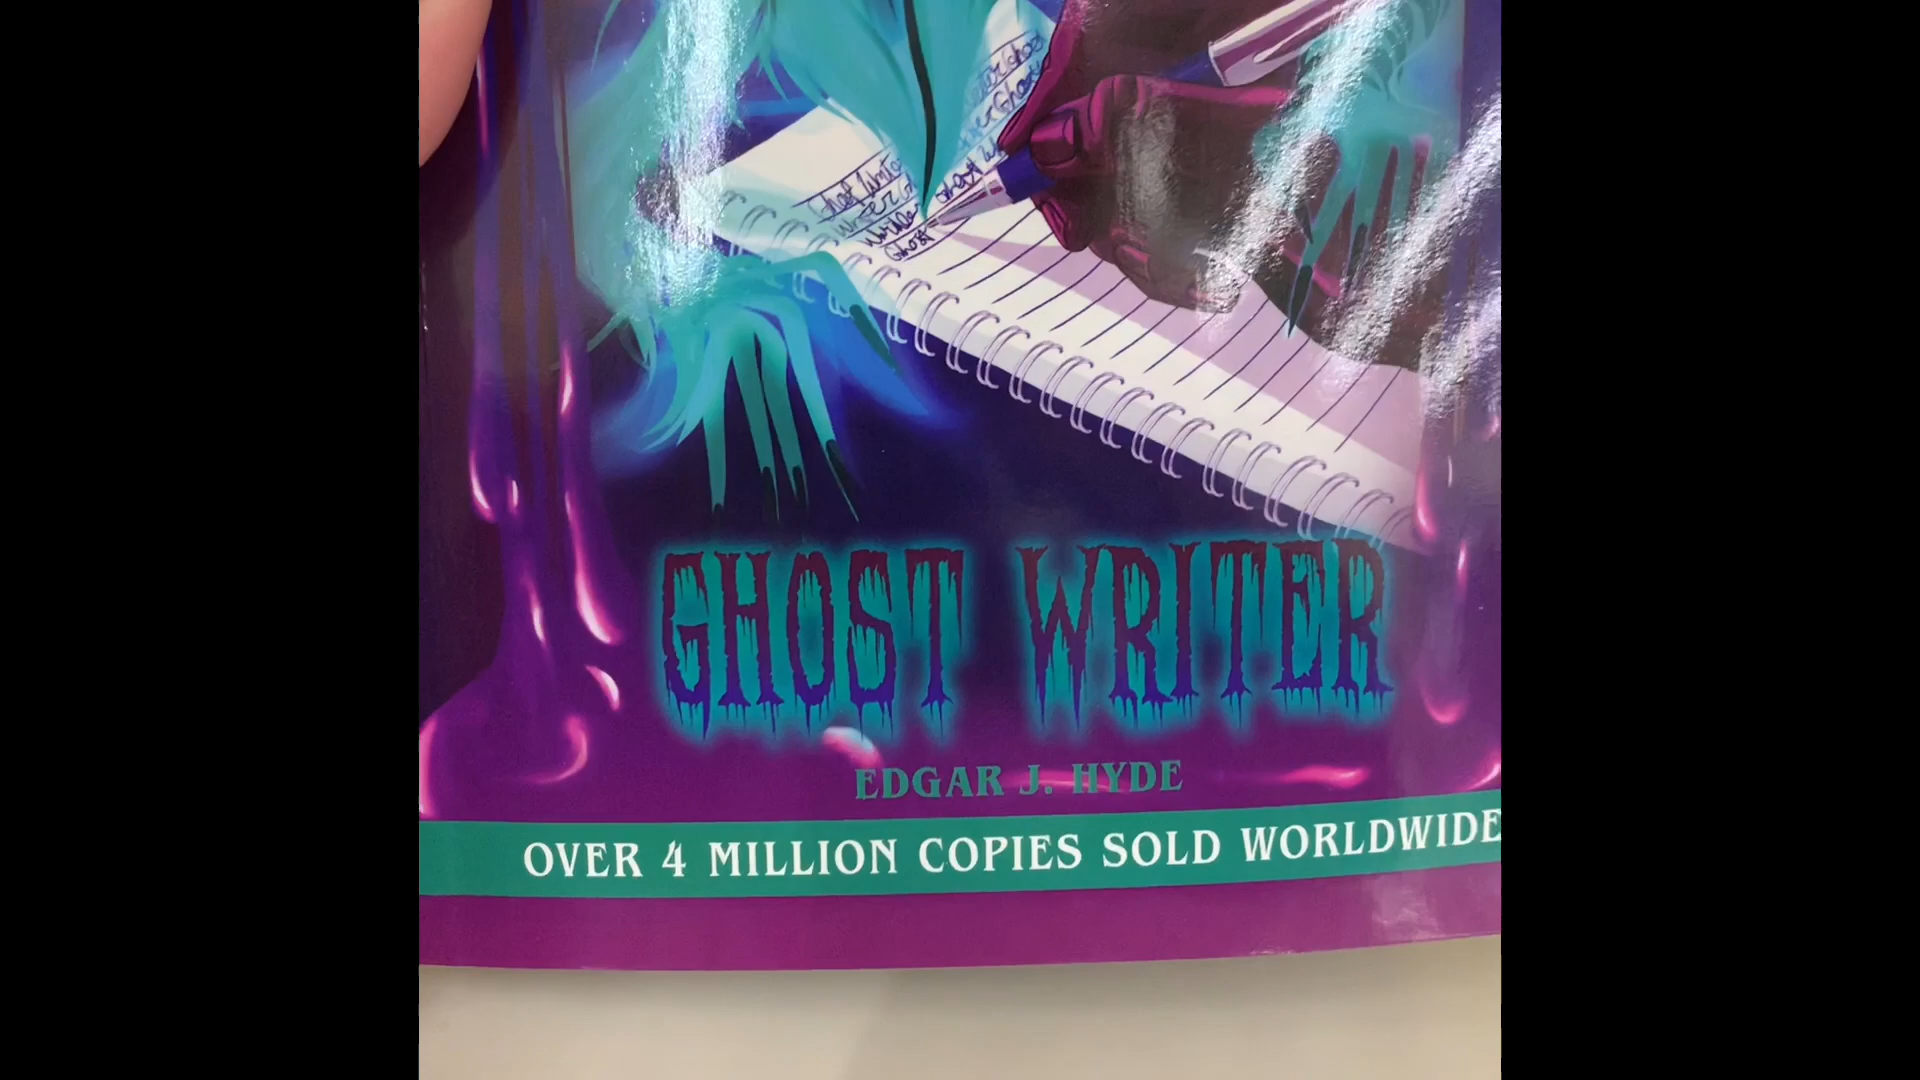 GHOST WRITER
EDGAR J. HYDE
OVER 4 MILLION COPIES SOLD WORLDWIDE